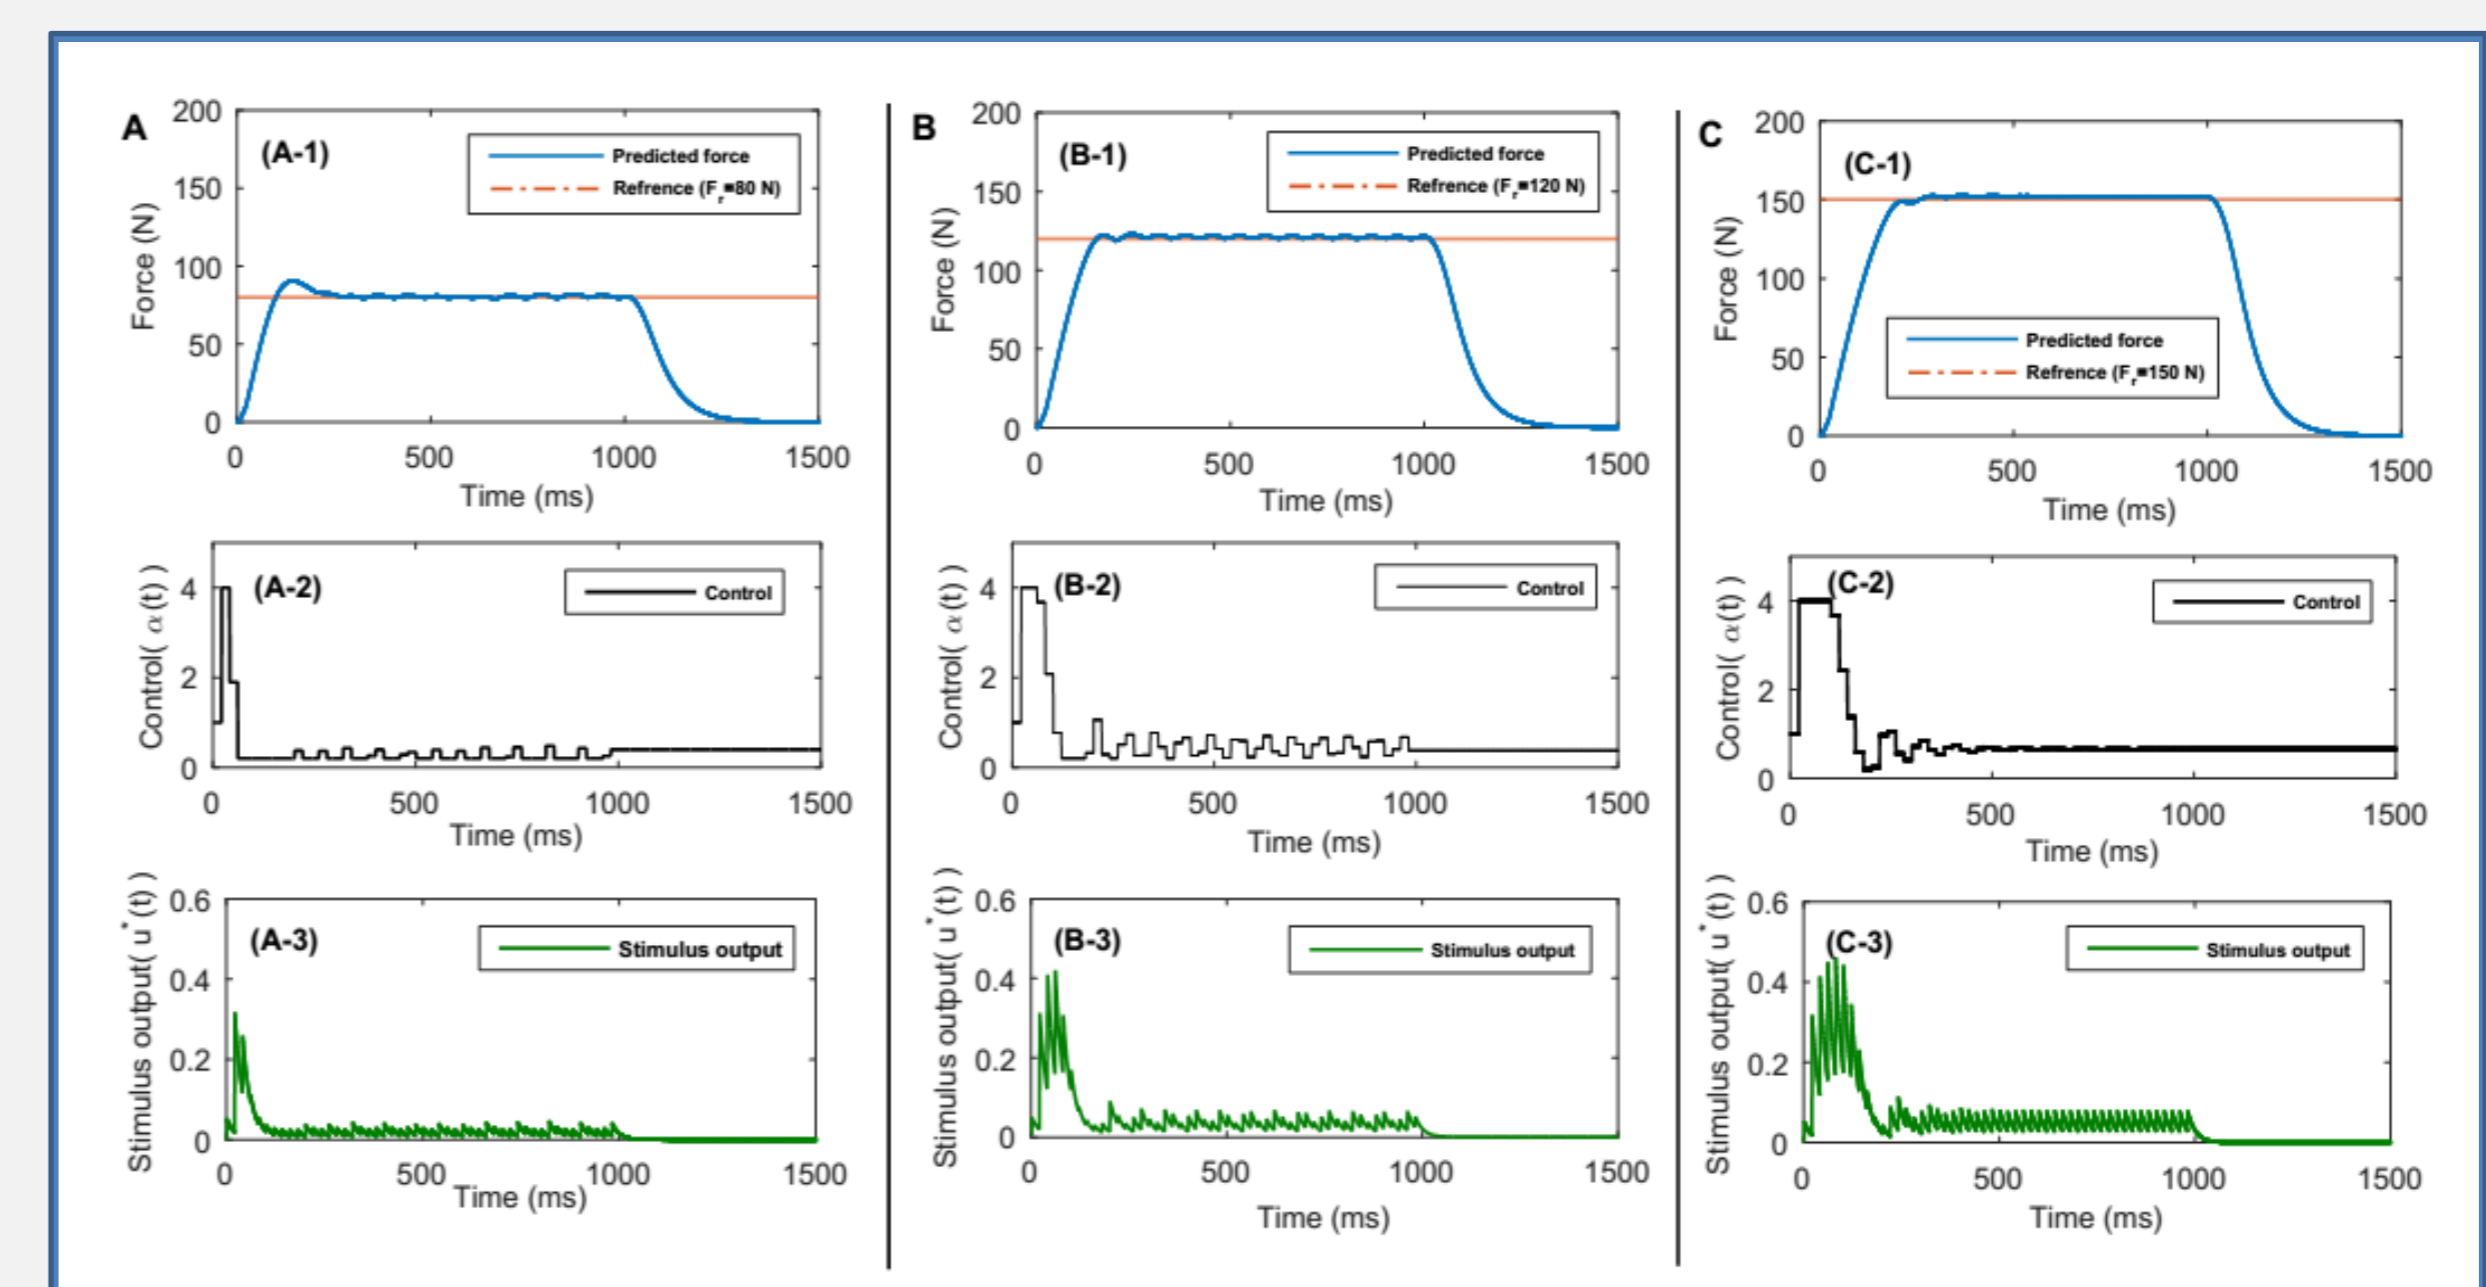 A
(A-1)
Predicted force
Refrence (Fr=80 N)
200
150
100
50
0
Force (N)
0 500 1000 1500
Time (ms)
(A-2)
Control
4
2
0
Control( α(t) )
0 500 1000 1500
Time (ms)
(A-3)
Stimulus output
0.6
0.4
0.2
0
Stimulus output( u*(t) )
0 500 1000 1500
Time (ms)
B
(B-1)
Predicted force
Refrence (Fr=120 N)
200
150
100
50
0
Force (N)
0 500 1000 1500
Time (ms)
(B-2)
Control
4
2
0
Control( α(t) )
0 500 1000 1500
Time (ms)
(B-3)
Stimulus output
0.6
0.4
0.2
0
Stimulus output( u*(t) )
0 500 1000 1500
Time (ms)
C
(C-1)
Predicted force
Refrence (Fr=150 N)
200
150
100
50
0
Force (N)
0 500 1000 1500
Time (ms)
(C-2)
Control
4
2
0
Control( α(t) )
0 500 1000 1500
Time (ms)
(C-3)
Stimulus output
0.6
0.4
0.2
0
Stimulus output( u*(t) )
0 500 1000 1500
Time (ms)